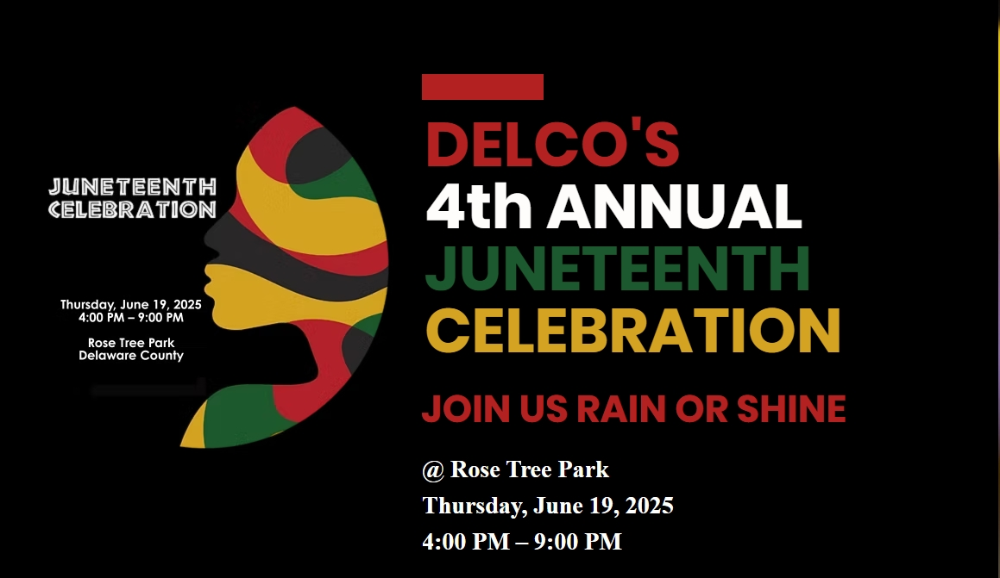 JUNETEENTH
CELEBRATION
Thursday, June 19, 2025
4:00 PM – 9:00 PM
Rose Tree Park
Delaware County
DELCO'S
4th ANNUAL
JUNETEENTH
CELEBRATION
JOIN US RAIN OR SHINE
@ Rose Tree Park
Thursday, June 19, 2025
4:00 PM – 9:00 PM